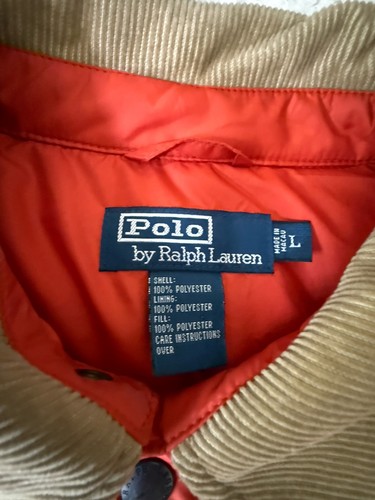 Polo
by Ralph Lauren
MADE IN
MACAU
L
SHELL:
100% POLYESTER
LINING:
100% POLYESTER
FILL:
100% POLYESTER
CARE INSTRUCTIONS
OVER